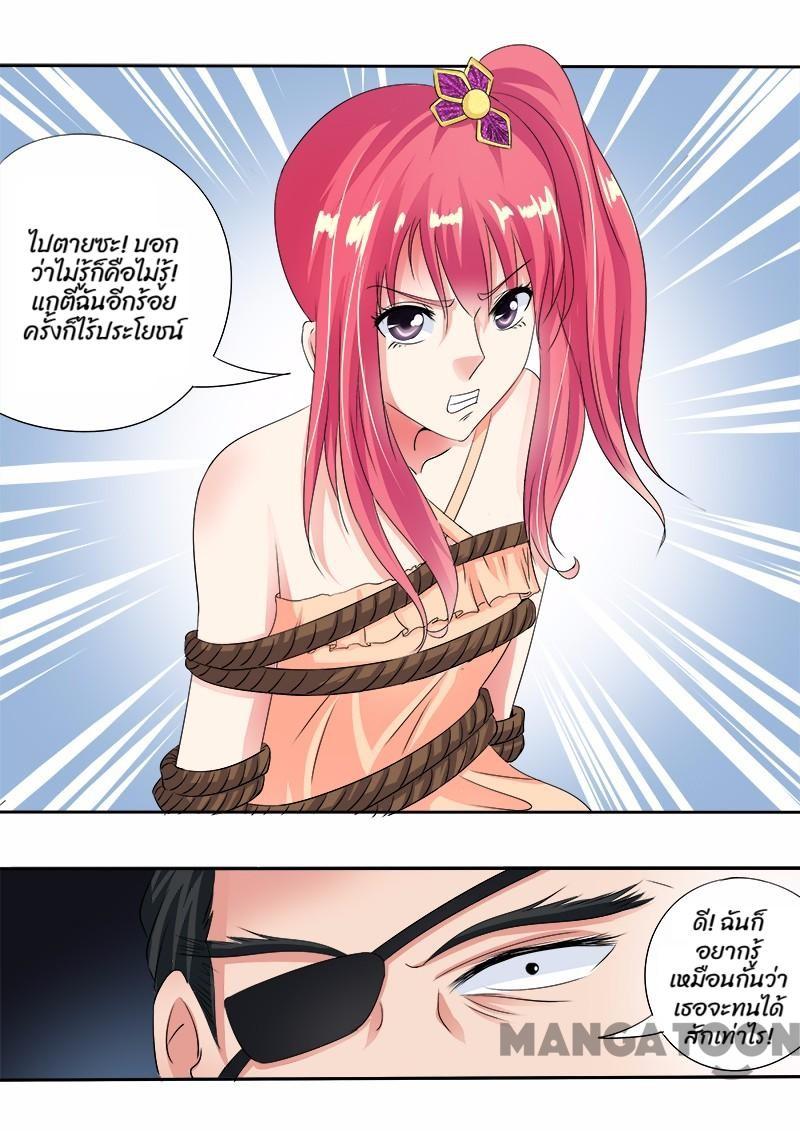 ไปตายซะ! บอก
ว่าไม่รู้ก็คือไม่รู้!
แกตีฉันอีกร้อย
ครั้งก็ไร้ประโยชน์
ดี! ฉันก็
อยากรู้
เหมือนกันว่า
เธอจะทนได้
สักเท่าไร!
MANGATOON